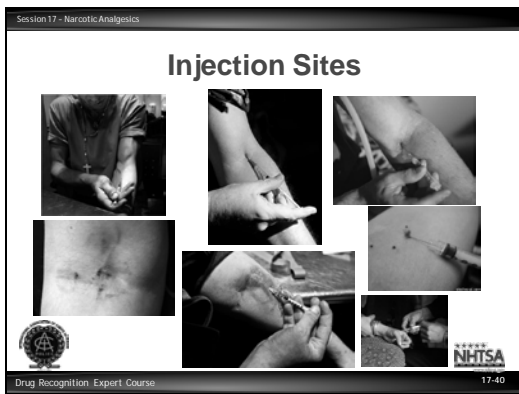 Session 17 - Narcotic Analgesics
Injection Sites
NHTSA
Drug Recognition Expert Course
17-40